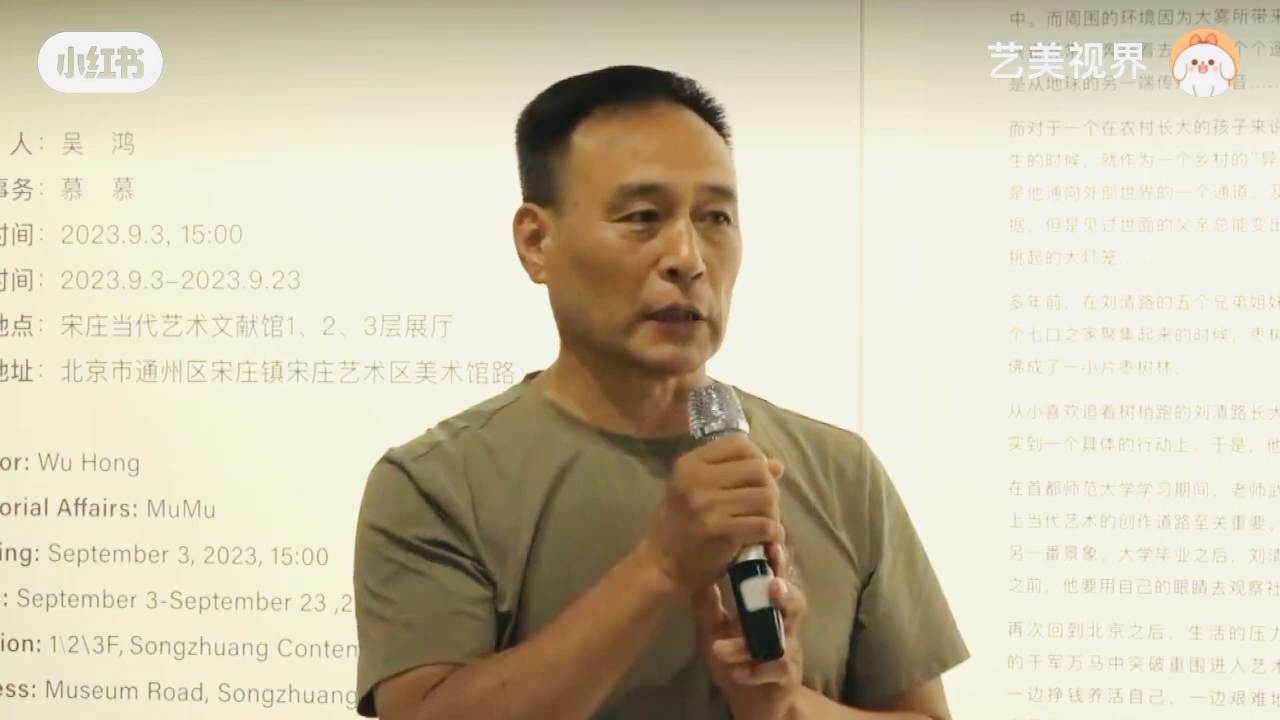 小红书
艺美视界
人：吴 鸿
事务：慕 慕
时间：2023.9.3, 15:00
时间：2023.9.3-2023.9.23
地点：宋庄当代艺术文献馆1、2、3层展厅
地址：北京市通州区宋庄镇宋庄艺术区美术馆路
or: Wu Hong
orial Affairs: MuMu
ing: September 3, 2023, 15:00
: September 3-September 23 ,2
ion: 1\2\3F, Songzhuang Conten
ess: Museum Road, Songzhuang
中。而周围的环境因为大雾所带来
是从地球的另一端传 音……
而对于一个在农村长大的孩子来说
生的时候，就作为一个乡村的“异
是他通向外部世界的一个通道。及
据，但是见过世面的父亲总能变出
挑起的大灯笼……
多年前，在刘清路的五个兄弟姐妹
个七口之家聚集起来的时候，枣树
佛成了一小片枣树林。
从小喜欢追着树梢跑的刘清路长大
实到一个具体的行动上。于是，他
在首都师范大学学习期间，老师武
上当代艺术的创作道路至关重要。
另一番景象。大学毕业之后，刘清
之前，他要用自己的眼睛去观察社
再次回到北京之后，生活的压力
的千军万马中突破重围进入艺术
一边挣钱养活自己，一边艰难地